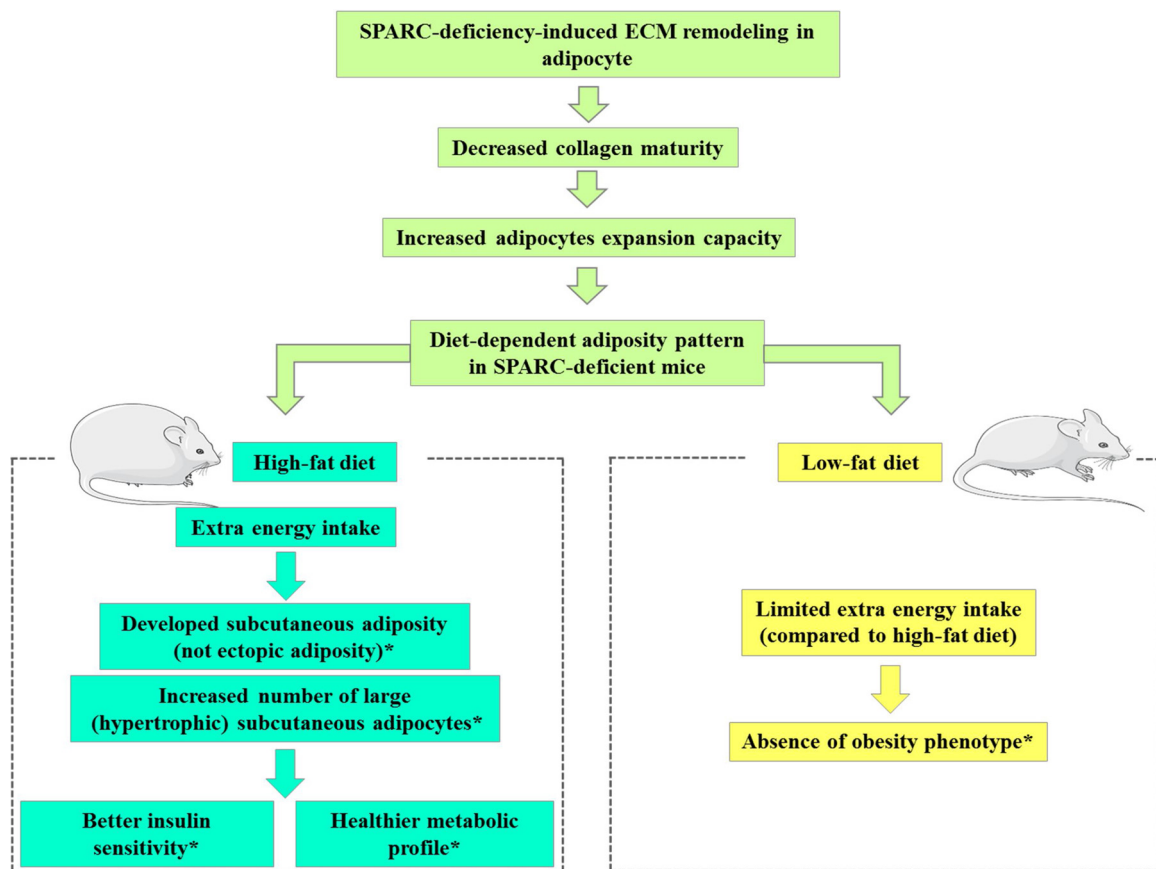 SPARC-deficiency-induced ECM remodeling in
adipocyte
Decreased collagen maturity
Increased adipocytes expansion capacity
Diet-dependent adiposity pattern
in SPARC-deficient mice
High-fat diet
Extra energy intake
Developed subcutaneous adiposity
(not ectopic adiposity)*
Increased number of large
(hypertrophic) subcutaneous adipocytes*
Better insulin
sensitivity*
Healthier metabolic
profile*
Low-fat diet
Limited extra energy intake
(compared to high-fat diet)
Absence of obesity phenotype*